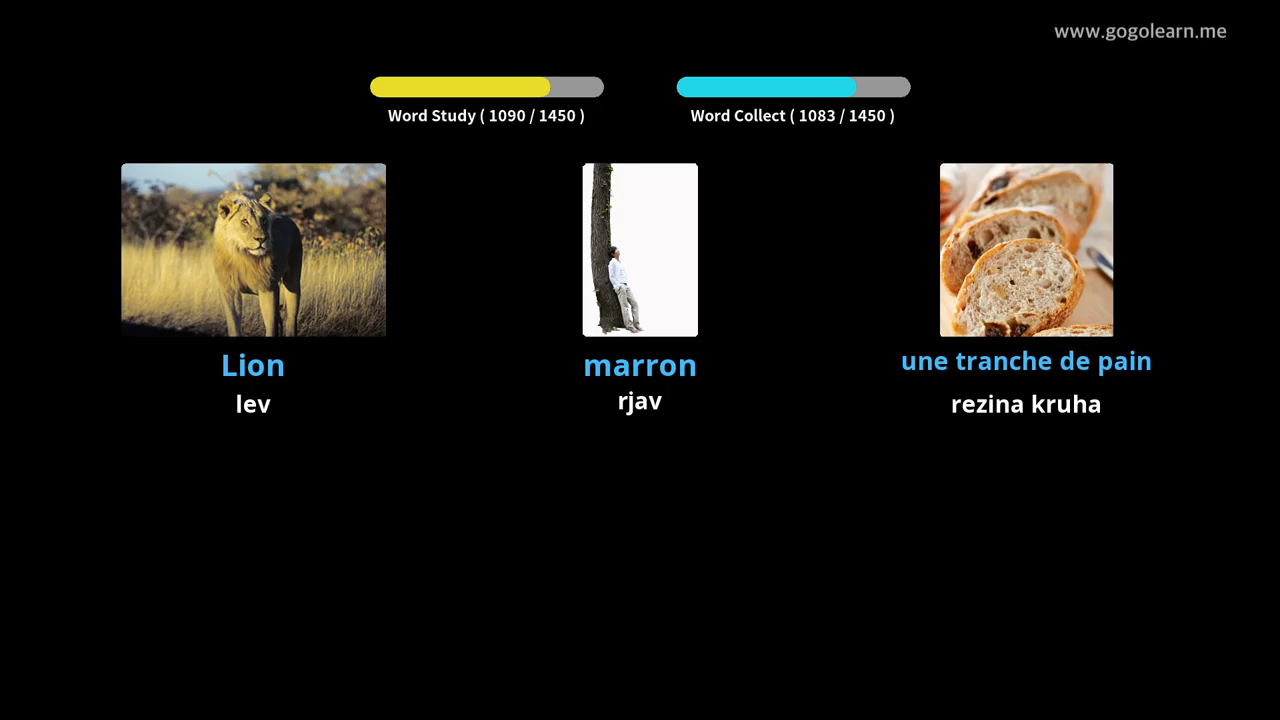 www.gogolearn.me
Word Study ( 1090 / 1450 )
Word Collect ( 1083 / 1450 )
Lion
lev
marron
rjav
une tranche de pain
rezina kruha